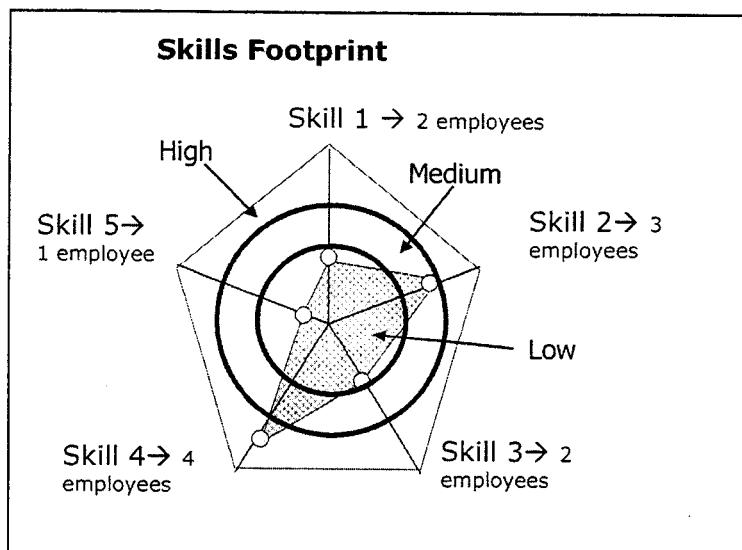 Skills Footprint
Skill 1→ 2 employees
High
Medium
Skill 5→
1 employee
Skill 2→ 3
employees
Low
Skill 4→ 4
employees
Skill 3→ 2
employees